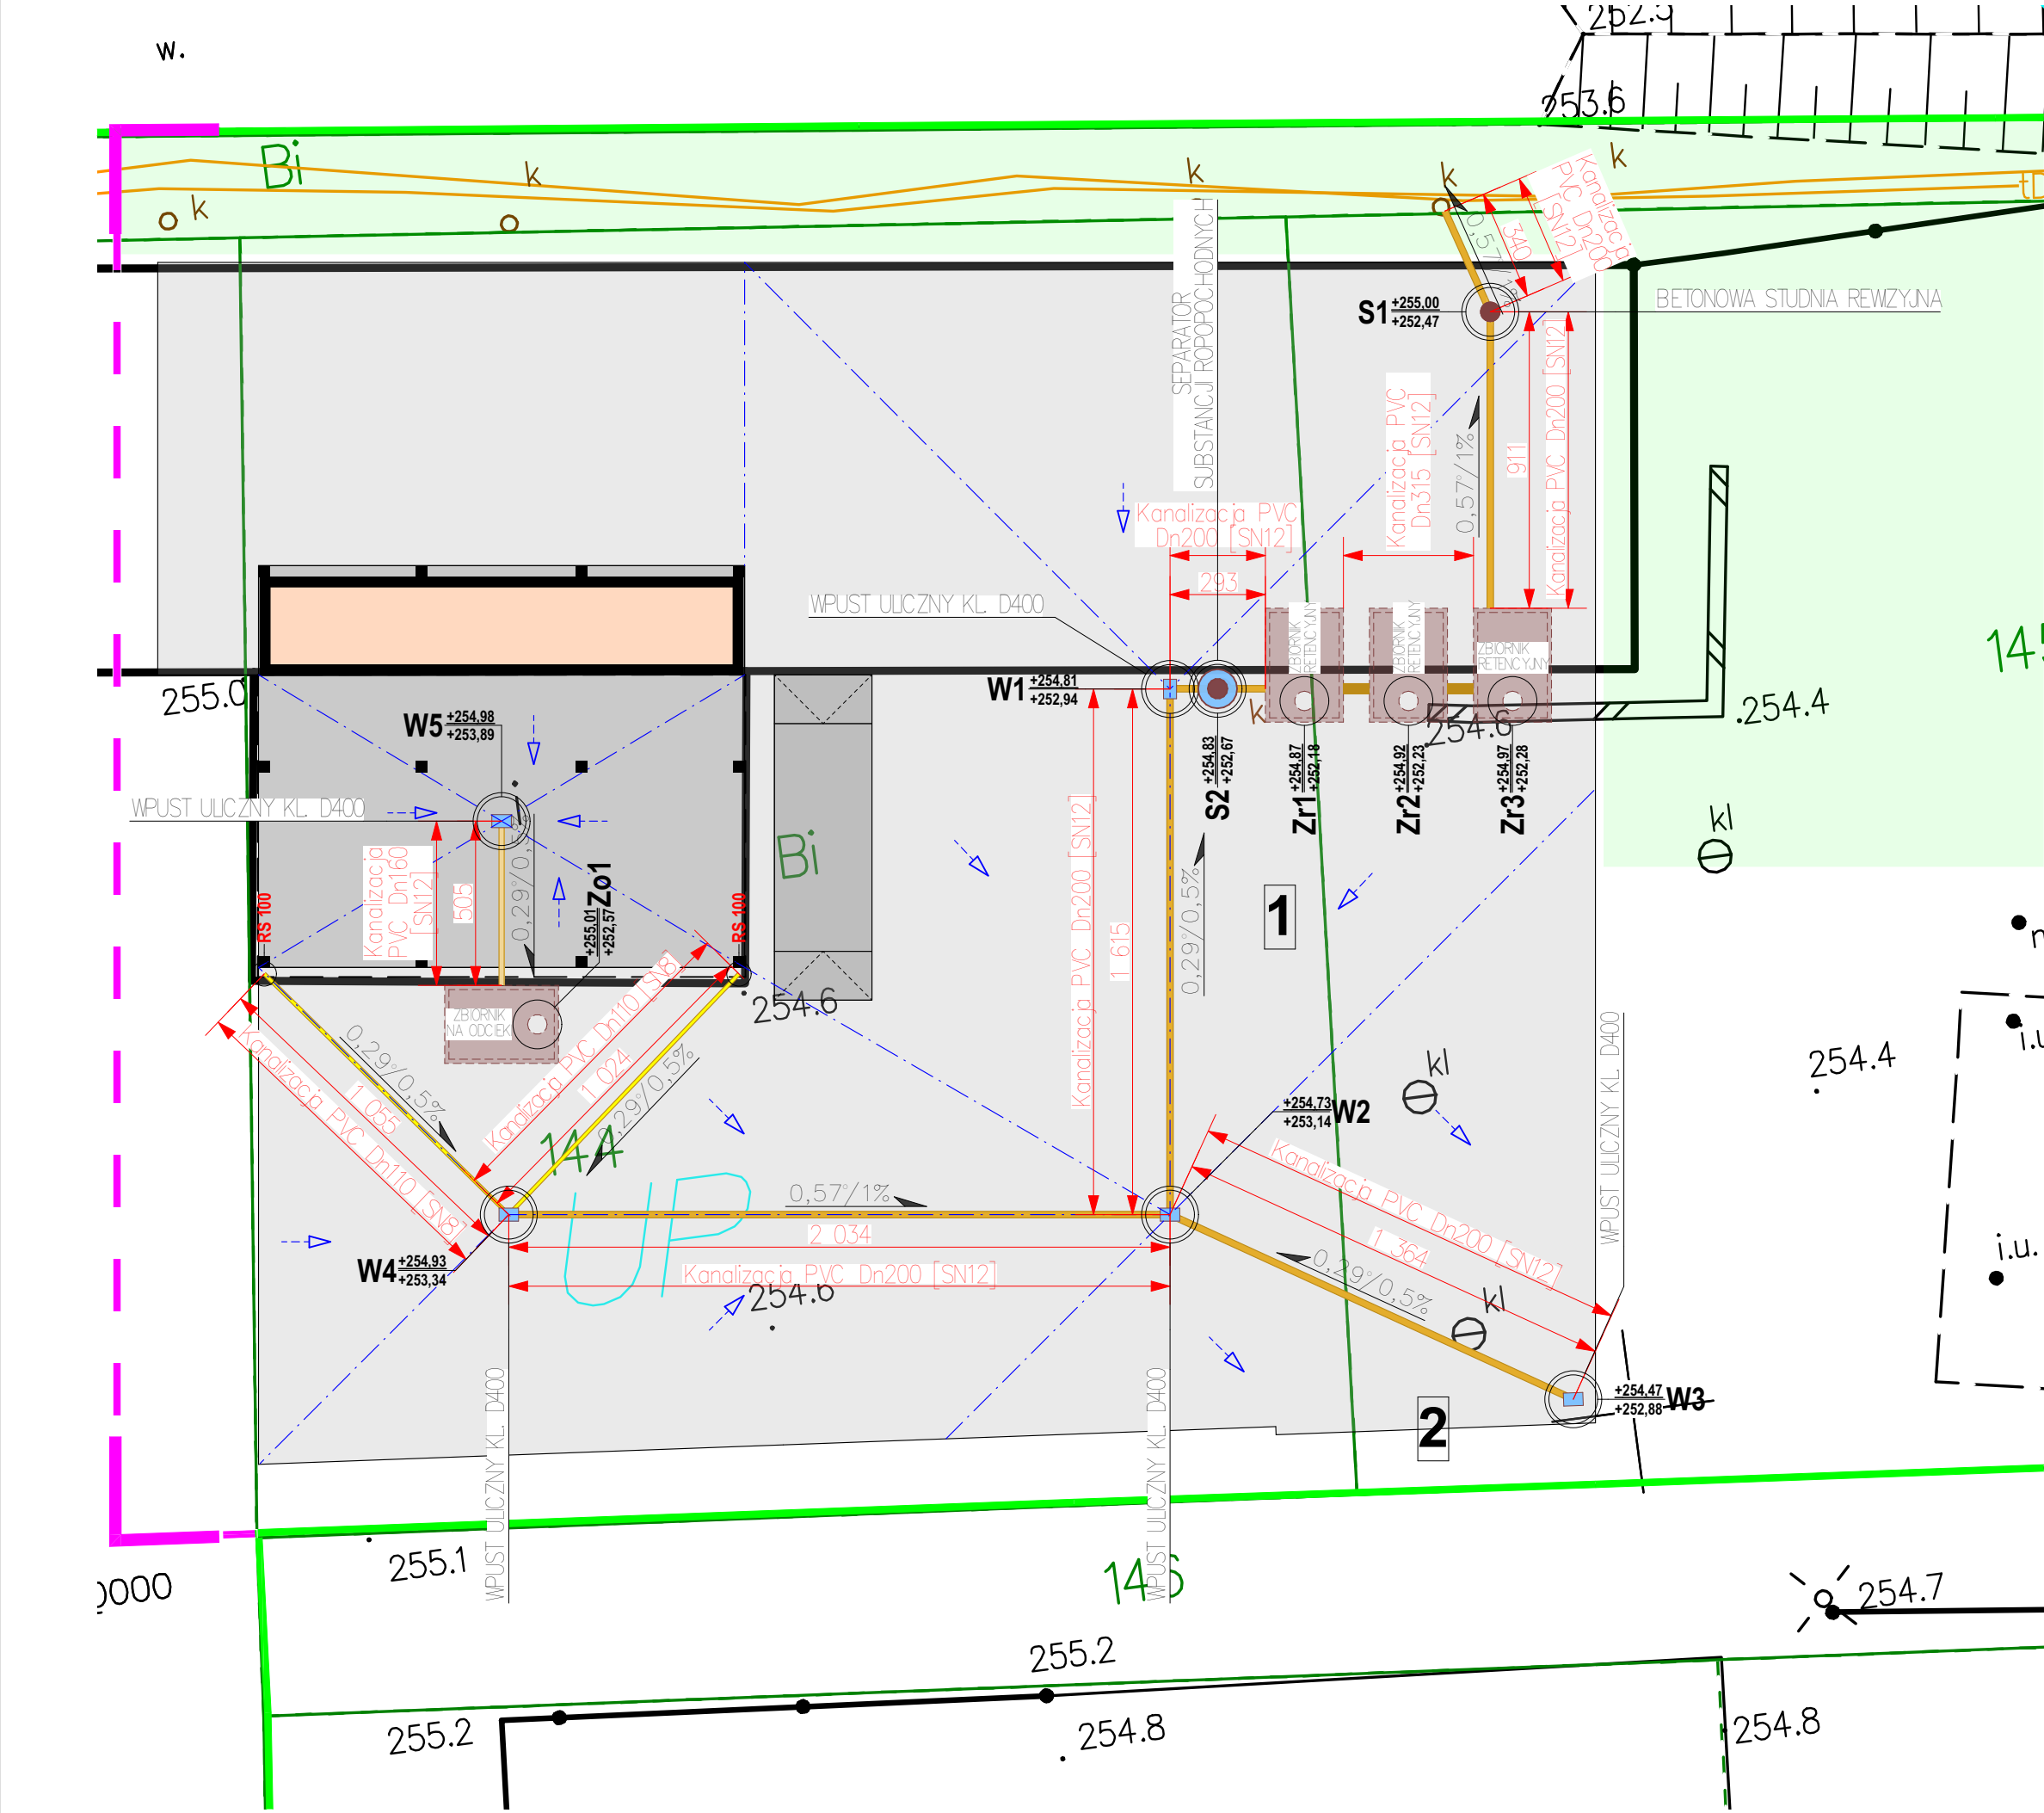 w.
252.5
253.6
Bi
k
k
k
k
k
k
Kanalizacja
PVC Dn200
[SN12]
340
0,57°/1%
SEPARATOR
SUBSTANCJI ROPOPOCHODNYCH
S1 +255,00
+252,47
BETONOWA STUDNIA REWIZYJNA
Kanalizacja PVC
Dn315 [SN12]
0,57°/1%
911
Kanalizacja PVC Dn200 [SN12]
Kanalizacja PVC
Dn200 [SN12]
293
WPUST ULICZNY KL. D400
ZBIORNIK
RETENCYJNY
ZBIORNIK
RETENCYJNY
ZBIORNIK
RETENCYJNY
W1 +254,81
+252,94
k
255.0
254.6
.254.4
W5 +254,98
+253,89
S2 +254,83
+252,67
Zr1 +254,87
+252,18
Zr2 +254,92
+252,23
Zr3 +254,97
+252,28
WPUST ULICZNY KL. D400
kl
Bi
Kanalizacja
PVC Dn160
[SN12]
505
Zo1 +255,01
+252,57
RS 100
RS 100
1
Kanalizacja PVC Dn200 [SN12]
1 615
0,29°/0,5%
ZBIORNIK
NA ODCIEKI
254.6
0,29°/0,5%
1 055
Kanalizacja PVC Dn110 [SN8]
Kanalizacja PVC Dn110 [SN8]
1 024
0,29°/0,5%
144
UP
kl
254.4
i.u.
WPUST ULICZNY KL. D400
+254,73 W2
+253,14
0,57°/1%
2 034
Kanalizacja PVC Dn200 [SN12]
254.6
W4 +254,93
+253,34
Kanalizacja PVC Dn200 [SN12]
1 364
0,29°/0,5%
kl
+254,47 W3
+252,88
2
WPUST ULICZNY KL. D400
WPUST ULICZNY KL. D400
255.1
146
254.7
255.2
255.2
254.8
254.8